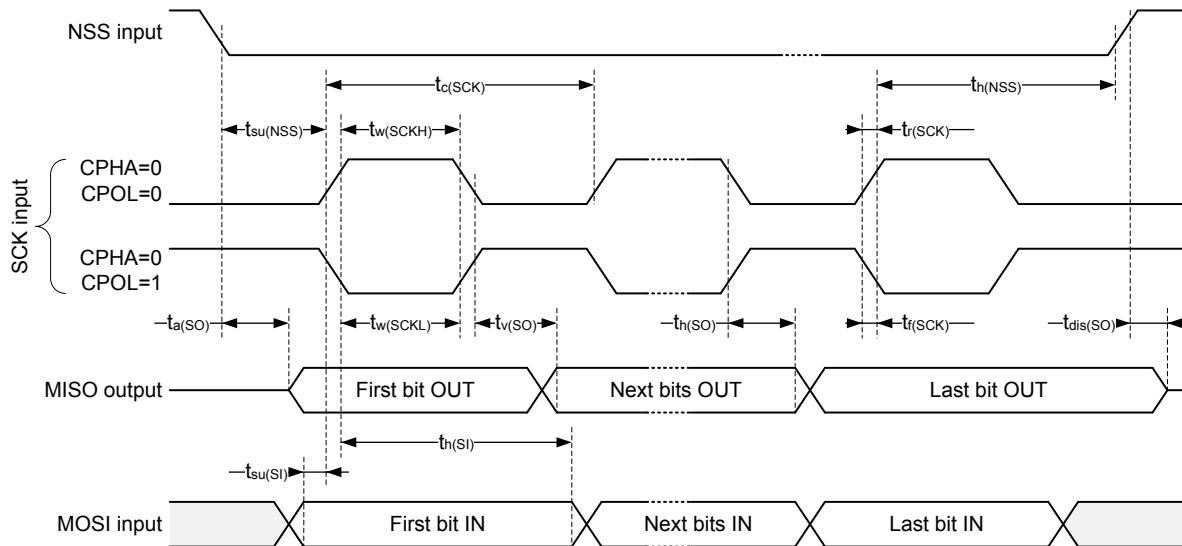 NSS input
tc(SCK)
th(NSS)
tsu(NSS)
tw(SCKH)
tr(SCK)
SCK input
CPHA=0
CPOL=0
CPHA=0
CPOL=1
ta(SO)
tw(SCKL)
tv(SO)
th(SO)
tf(SCK)
tdis(SO)
MISO output
First bit OUT
Next bits OUT
Last bit OUT
th(SI)
tsu(SI)
MOSI input
First bit IN
Next bits IN
Last bit IN